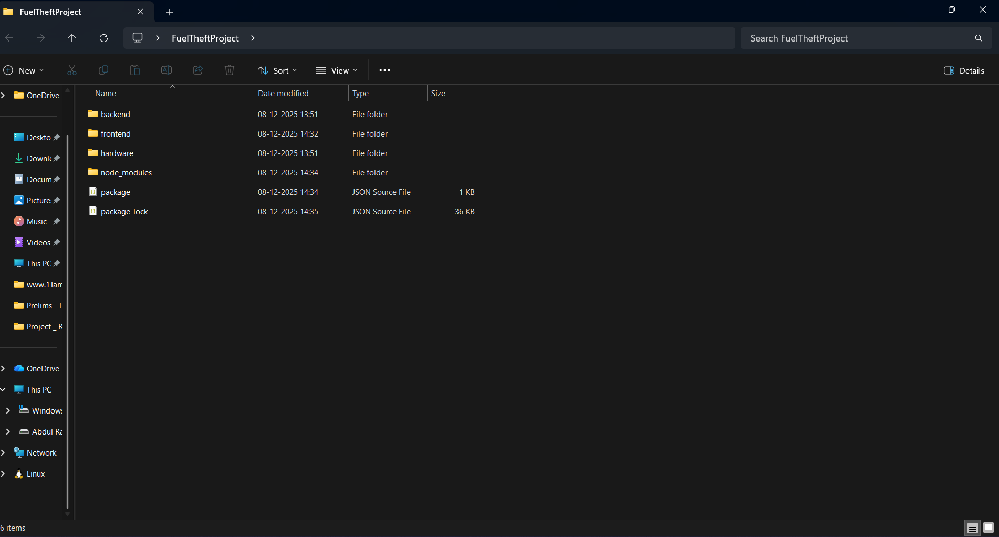 FuelTheftProject
FuelTheftProject
Search FuelTheftProject
New
Sort
View
Details
Name Date modified Type Size
backend 08-12-2025 13:51 File folder
frontend 08-12-2025 14:32 File folder
hardware 08-12-2025 13:51 File folder
node_modules 08-12-2025 14:34 File folder
package 08-12-2025 14:34 JSON Source File 1 KB
package-lock 08-12-2025 14:35 JSON Source File 36 KB
OneDrive
Deskto
Downl
Docum
Picture
Music
Videos
This PC
www.1Tam
Prelims -
Project _ R
OneDrive
This PC
Window
Abdul Ra
Network
Linux
6 items